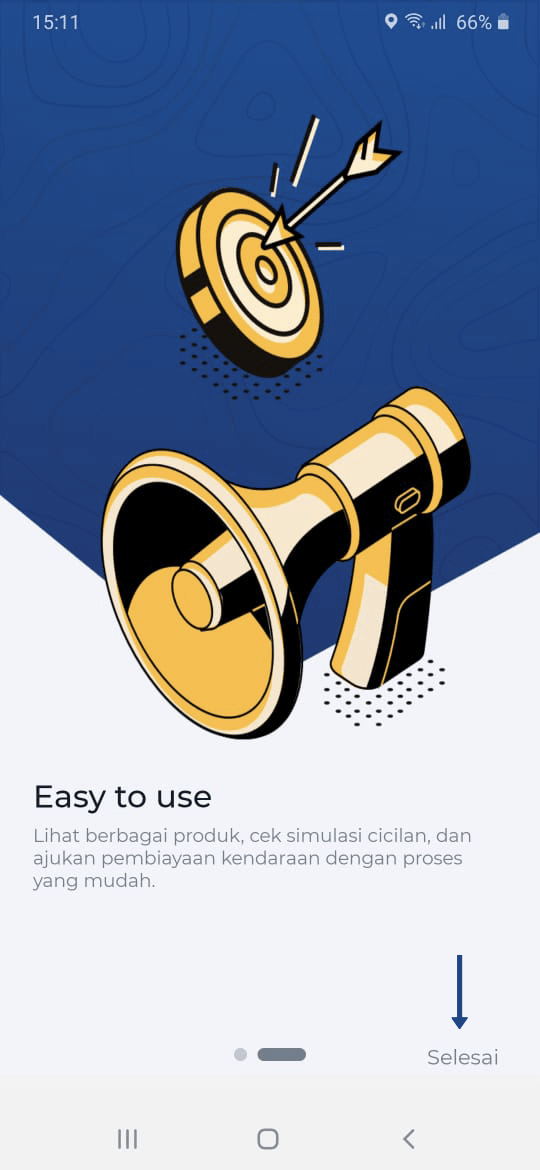 15:11 66%
Easy to use
Lihat berbagai produk, cek simulasi cicilan, dan
ajukan pembiayaan kendaraan dengan proses
yang mudah.
Selesai